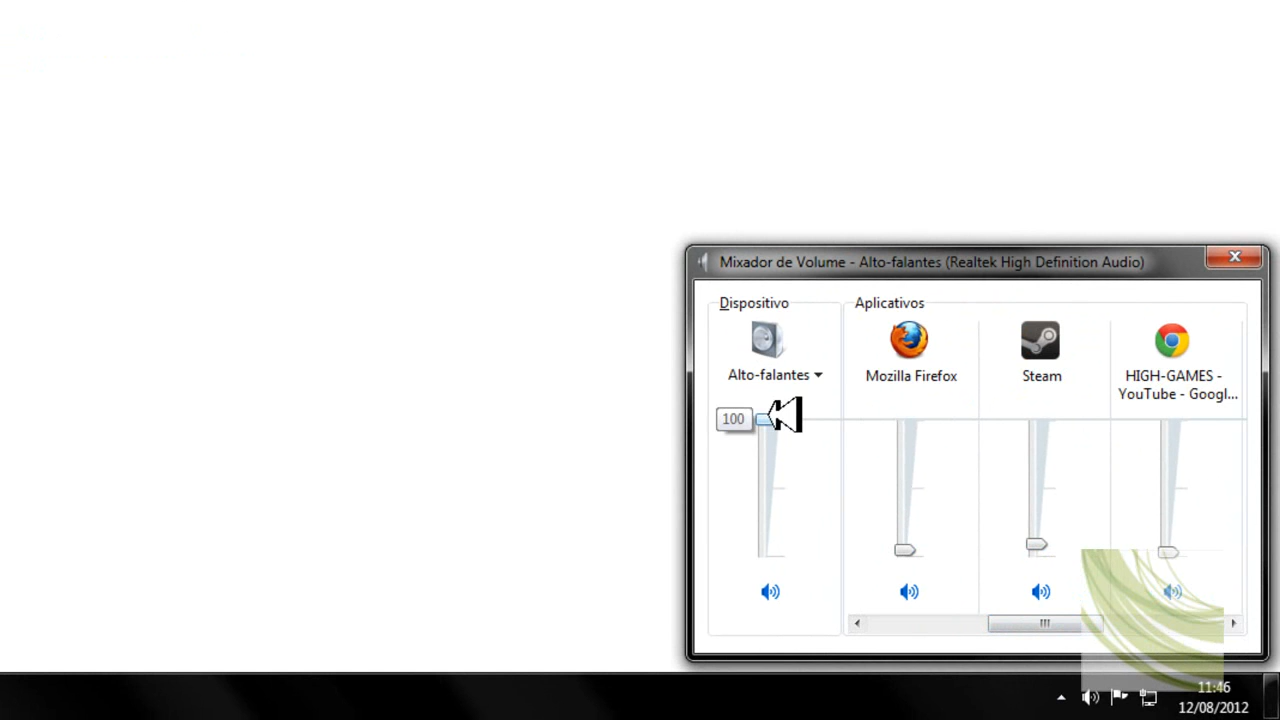 Mixador de Volume - Alto-falantes (Realtek High Definition Audio)
Dispositivo
Aplicativos
Alto-falantes
Mozilla Firefox
Steam
HIGH-GAMES -
YouTube - Googl...
100
11:46
12/08/2012